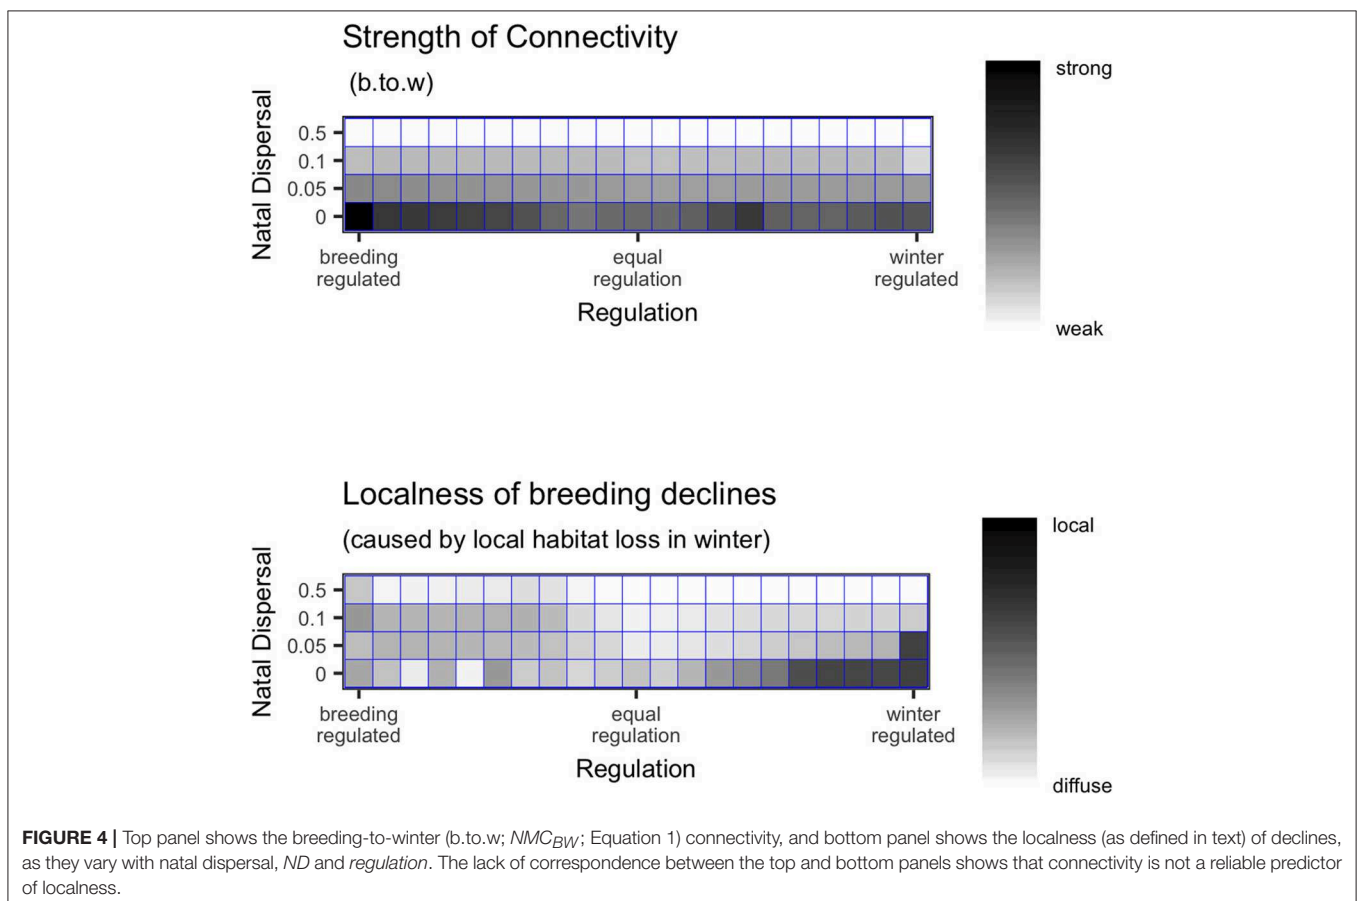 Strength of Connectivity
(b.to.w)
strong
weak
Natal Dispersal
0.5
0.1
0.05
0
breeding regulated
equal regulation
winter regulated
Regulation
Localness of breeding declines
(caused by local habitat loss in winter)
local
diffuse
Natal Dispersal
0.5
0.1
0.05
0
breeding regulated
equal regulation
winter regulated
Regulation
FIGURE 4 | Top panel shows the breeding-to-winter (b.to.w; NMC_BW; Equation 1) connectivity, and bottom panel shows the localness (as defined in text) of declines,
as they vary with natal dispersal, ND and regulation. The lack of correspondence between the top and bottom panels shows that connectivity is not a reliable predictor
of localness.